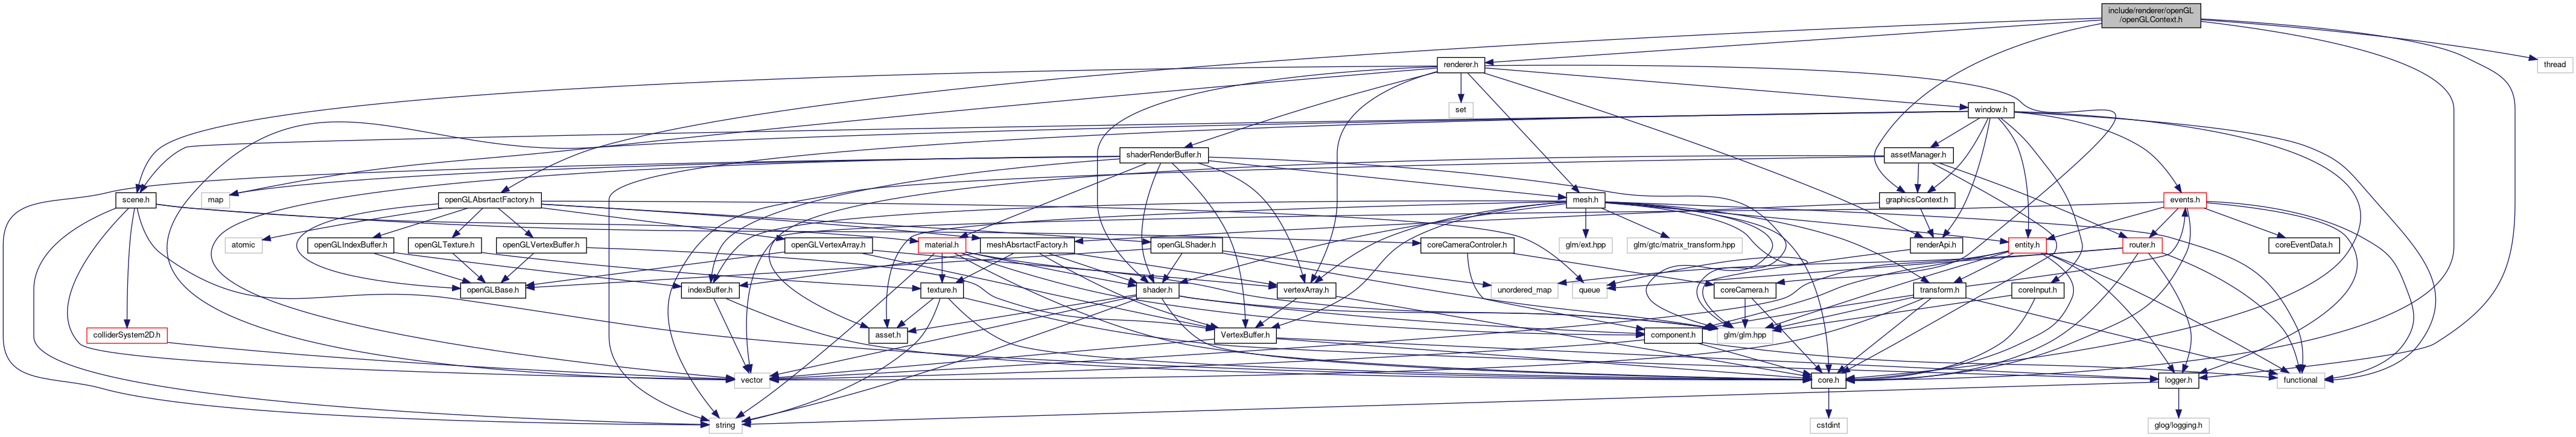 include/renderer/openGL
/openGLContext.h
renderer.h
thread
set
window.h
shaderRenderBuffer.h
assetManager.h
scene.h
map
openGLAbsrtactFactory.h
mesh.h
graphicsContext.h
events.h
atomic
openGLIndexBuffer.h
openGLTexture.h
openGLVertexBuffer.h
openGLVertexArray.h
material.h
meshAbsrtactFactory.h
openGLShader.h
coreCameraControler.h
glm/ext.hpp
glm/gtc/matrix_transform.hpp
renderApi.h
entity.h
router.h
coreEventData.h
openGLBase.h
indexBuffer.h
texture.h
shader.h
vertexArray.h
unordered_map
queue
coreCamera.h
transform.h
coreInput.h
colliderSystem2D.h
asset.h
VertexBuffer.h
component.h
glm/glm.hpp
vector
core.h
logger.h
functional
string
cstdint
glog/logging.h